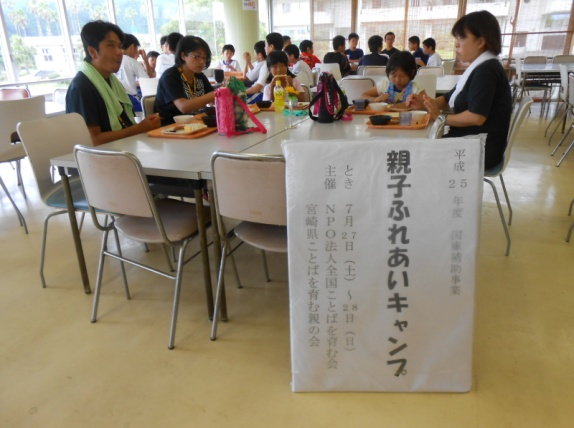 平成25年度 国庫補助事業
親子ふれあいキャンプ
とき 7月27日(土)～28日(日)
主催 NPO法人全国ことばを育む会
宮崎県ことばを育む親の会